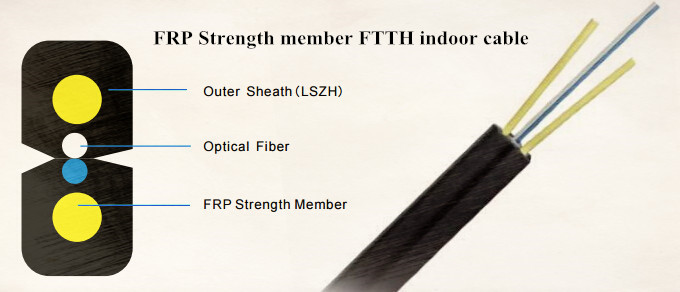 FRP Strength member FTTH indoor cable
Outer Sheath(LSZH)
Optical Fiber
FRP Strength Member